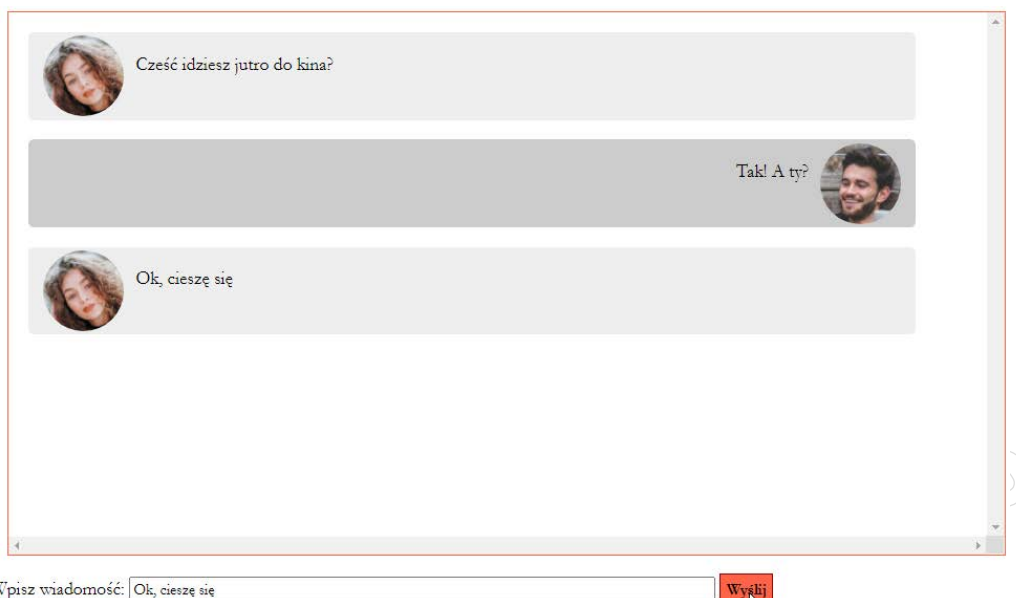 Cześć idziesz jutro do kina?
Tak! A ty?
Ok, cieszę się
Wpisz wiadomość: Ok, cieszę się Wyślij